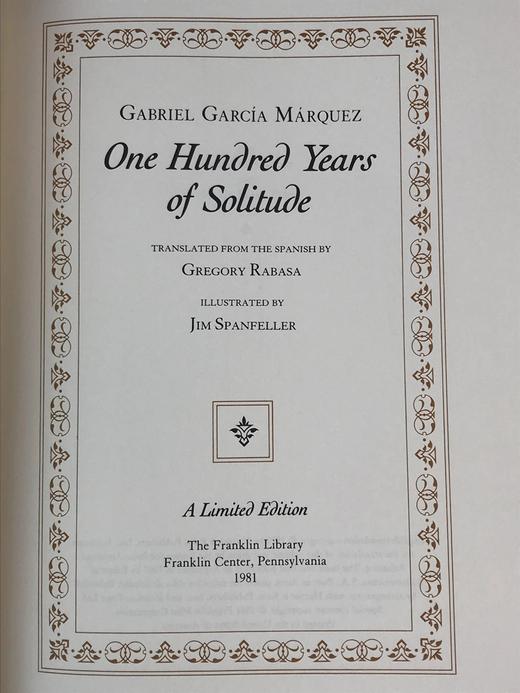 GABRIEL GARCÍA MÁRQUEZ
One Hundred Years
of Solitude
TRANSLATED FROM THE SPANISH BY
GREGORY RABASA
ILLUSTRATED BY
JIM SPANFELLER
A Limited Edition
The Franklin Library
Franklin Center, Pennsylvania
1981